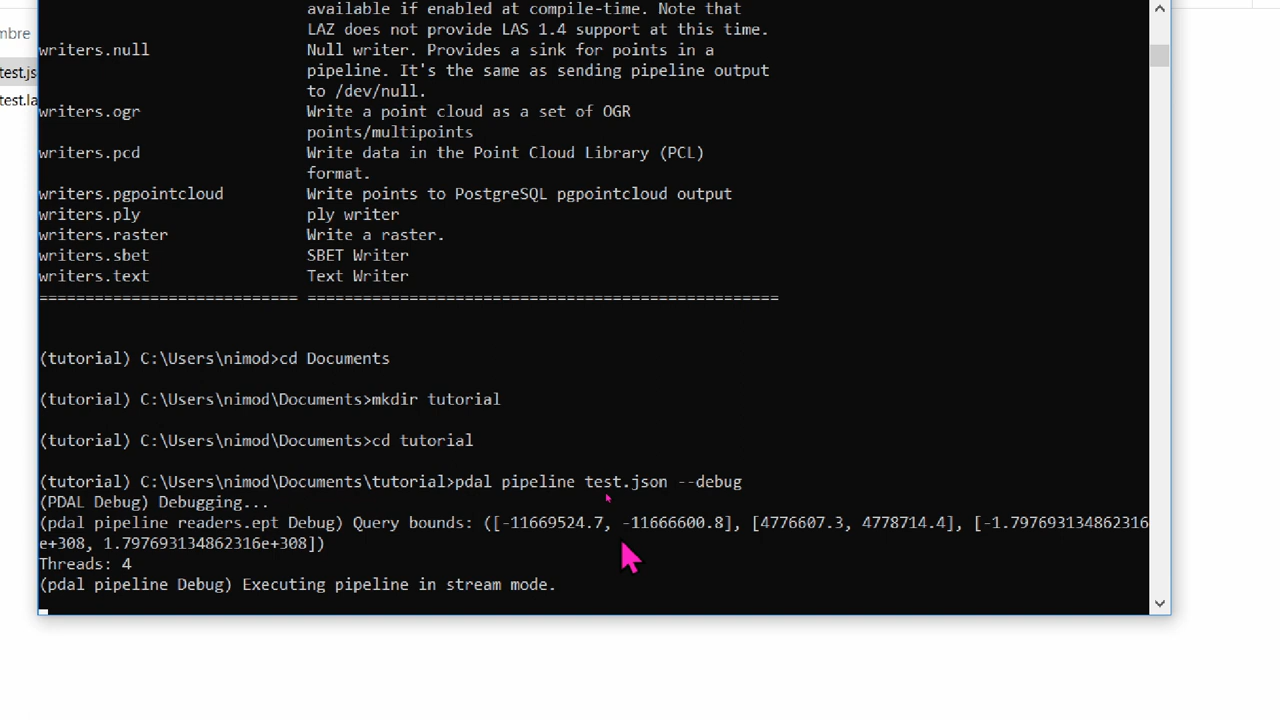 available if enabled at compile-time. Note that
LAZ does not provide LAS 1.4 support at this time.
writers.null Null writer. Provides a sink for points in a
pipeline. It's the same as sending pipeline output
to /dev/null.
writers.ogr Write a point cloud as a set of OGR
points/multipoints
writers.pcd Write data in the Point Cloud Library (PCL)
format.
writers.pgpointcloud Write points to PostgreSQL pgpointcloud output
writers.ply ply writer
writers.raster Write a raster.
writers.sbet SBET Writer
writers.text Text Writer
============================ ===================================================
(tutorial) C:\Users\nimod>cd Documents
(tutorial) C:\Users\nimod\Documents>mkdir tutorial
(tutorial) C:\Users\nimod\Documents>cd tutorial
(tutorial) C:\Users\nimod\Documents\tutorial>pdal pipeline test.json --debug
(PDAL Debug) Debugging...
(pdal pipeline readers.ept Debug) Query bounds: ([-11669524.7, -11666600.8], [4776607.3, 4778714.4], [-1.797693134862316
e+308, 1.797693134862316e+308])
Threads: 4
(pdal pipeline Debug) Executing pipeline in stream mode.
mbre
test.js
test.la